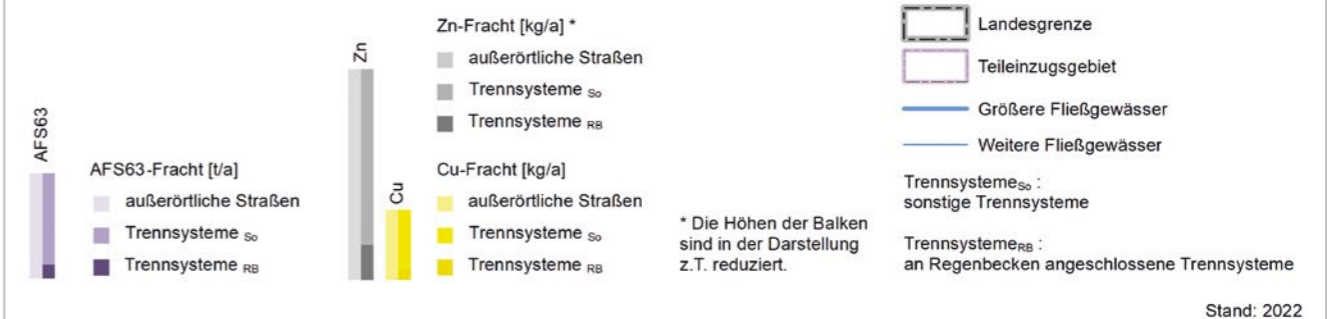 AFS63
AFS63-Fracht [t/a]
außerörtliche Straßen
Trennsysteme So
Trennsysteme RB
Zn
Zn-Fracht [kg/a] *
außerörtliche Straßen
Trennsysteme So
Trennsysteme RB
Cu
Cu-Fracht [kg/a]
außerörtliche Straßen
Trennsysteme So
Trennsysteme RB
* Die Höhen der Balken
sind in der Darstellung
z.T. reduziert.
Landesgrenze
Teileinzugsgebiet
Größere Fließgewässer
Weitere Fließgewässer
Trennsysteme So :
sonstige Trennsysteme
Trennsysteme RB :
an Regenbecken angeschlossene Trennsysteme
Stand: 2022